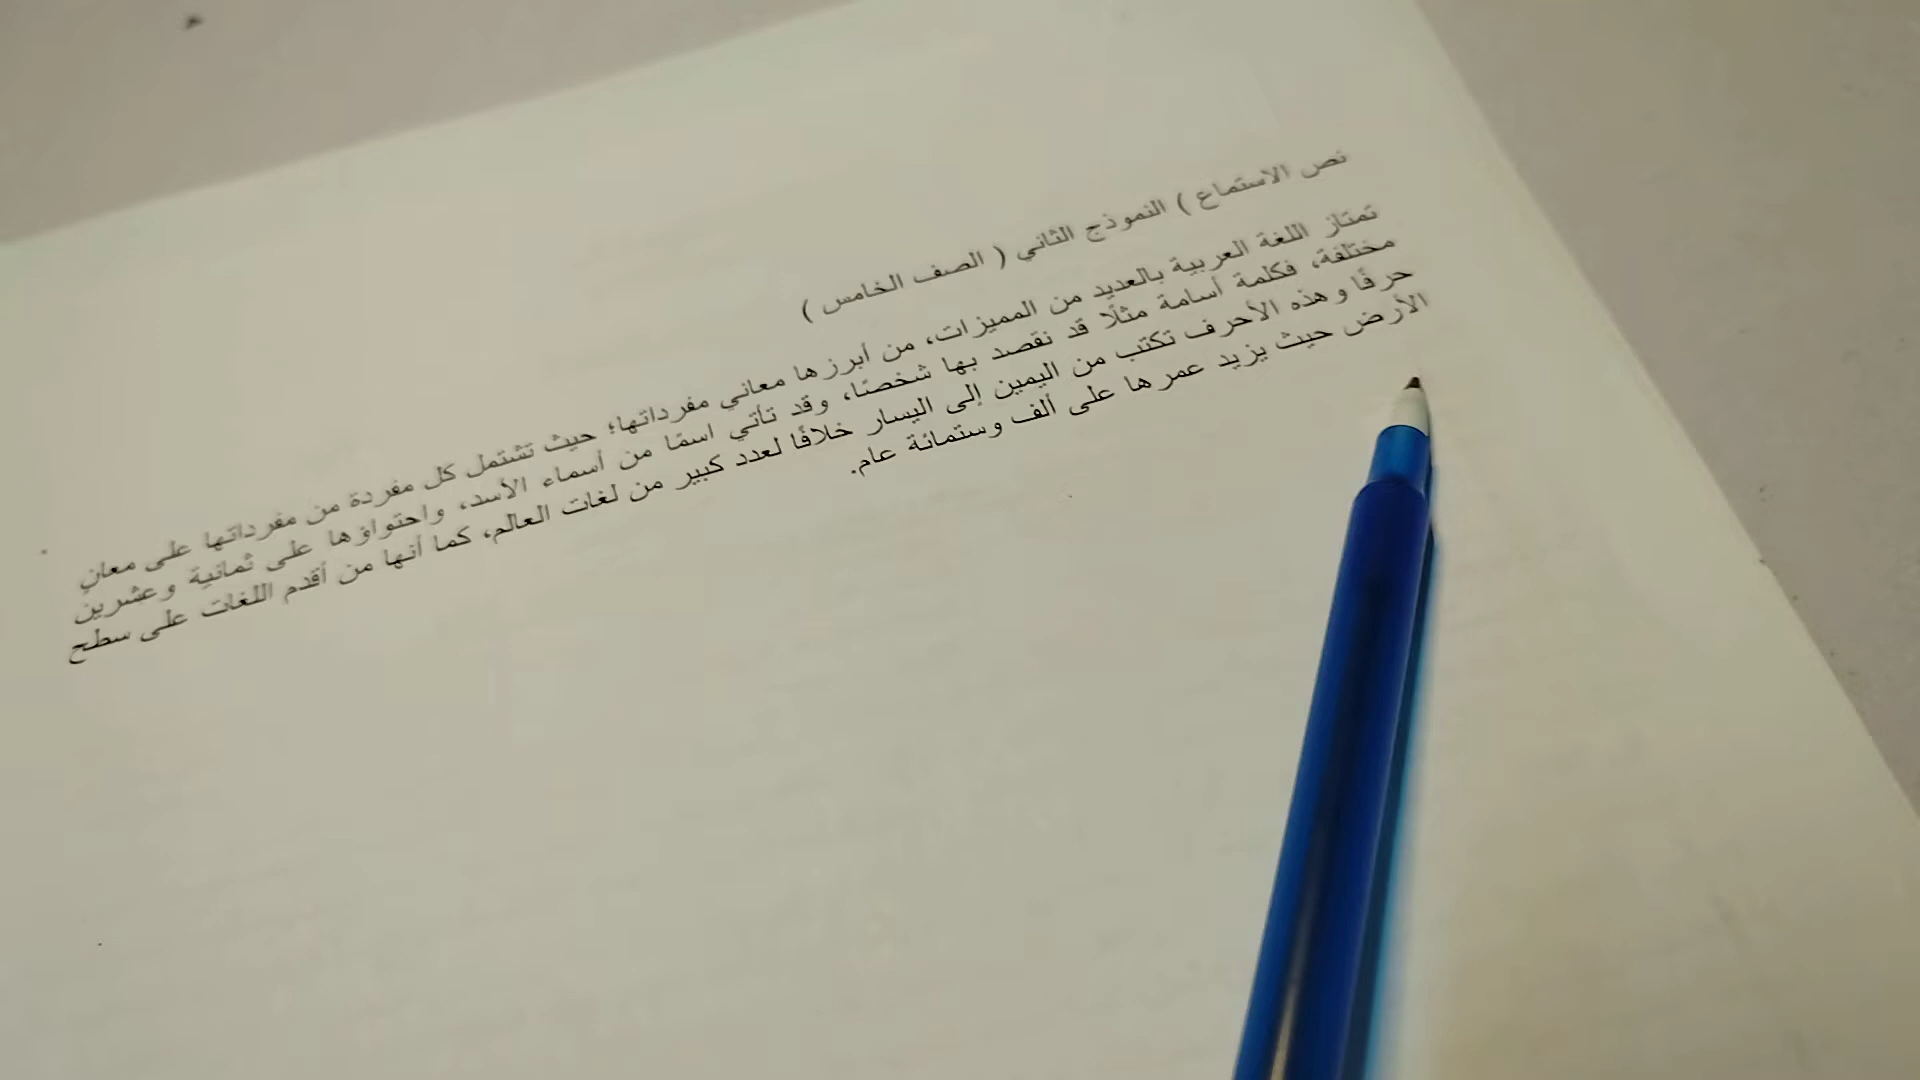 نص الاستماع ) النموذج الثاني ( الصف الخامس )
تمتاز اللغة العربية بالعديد من المميزات، من أبرزها معاني مفرداتها؛ حيث تشتمل كل مفردة من مفرداتها على معانٍ
مختلفة، فكلمة أسامة مثلًا قد نقصد بها شخصًا، وقد تأتي اسمًا من أسماء الأسد، واحتواؤها على ثمانية وعشرين
حرفًا وهذه الأحرف تكتب من اليمين إلى اليسار خلافًا لعدد كبير من لغات العالم، كما أنها من أقدم اللغات على سطح
الأرض حيث يزيد عمرها على ألف وستمائة عام.